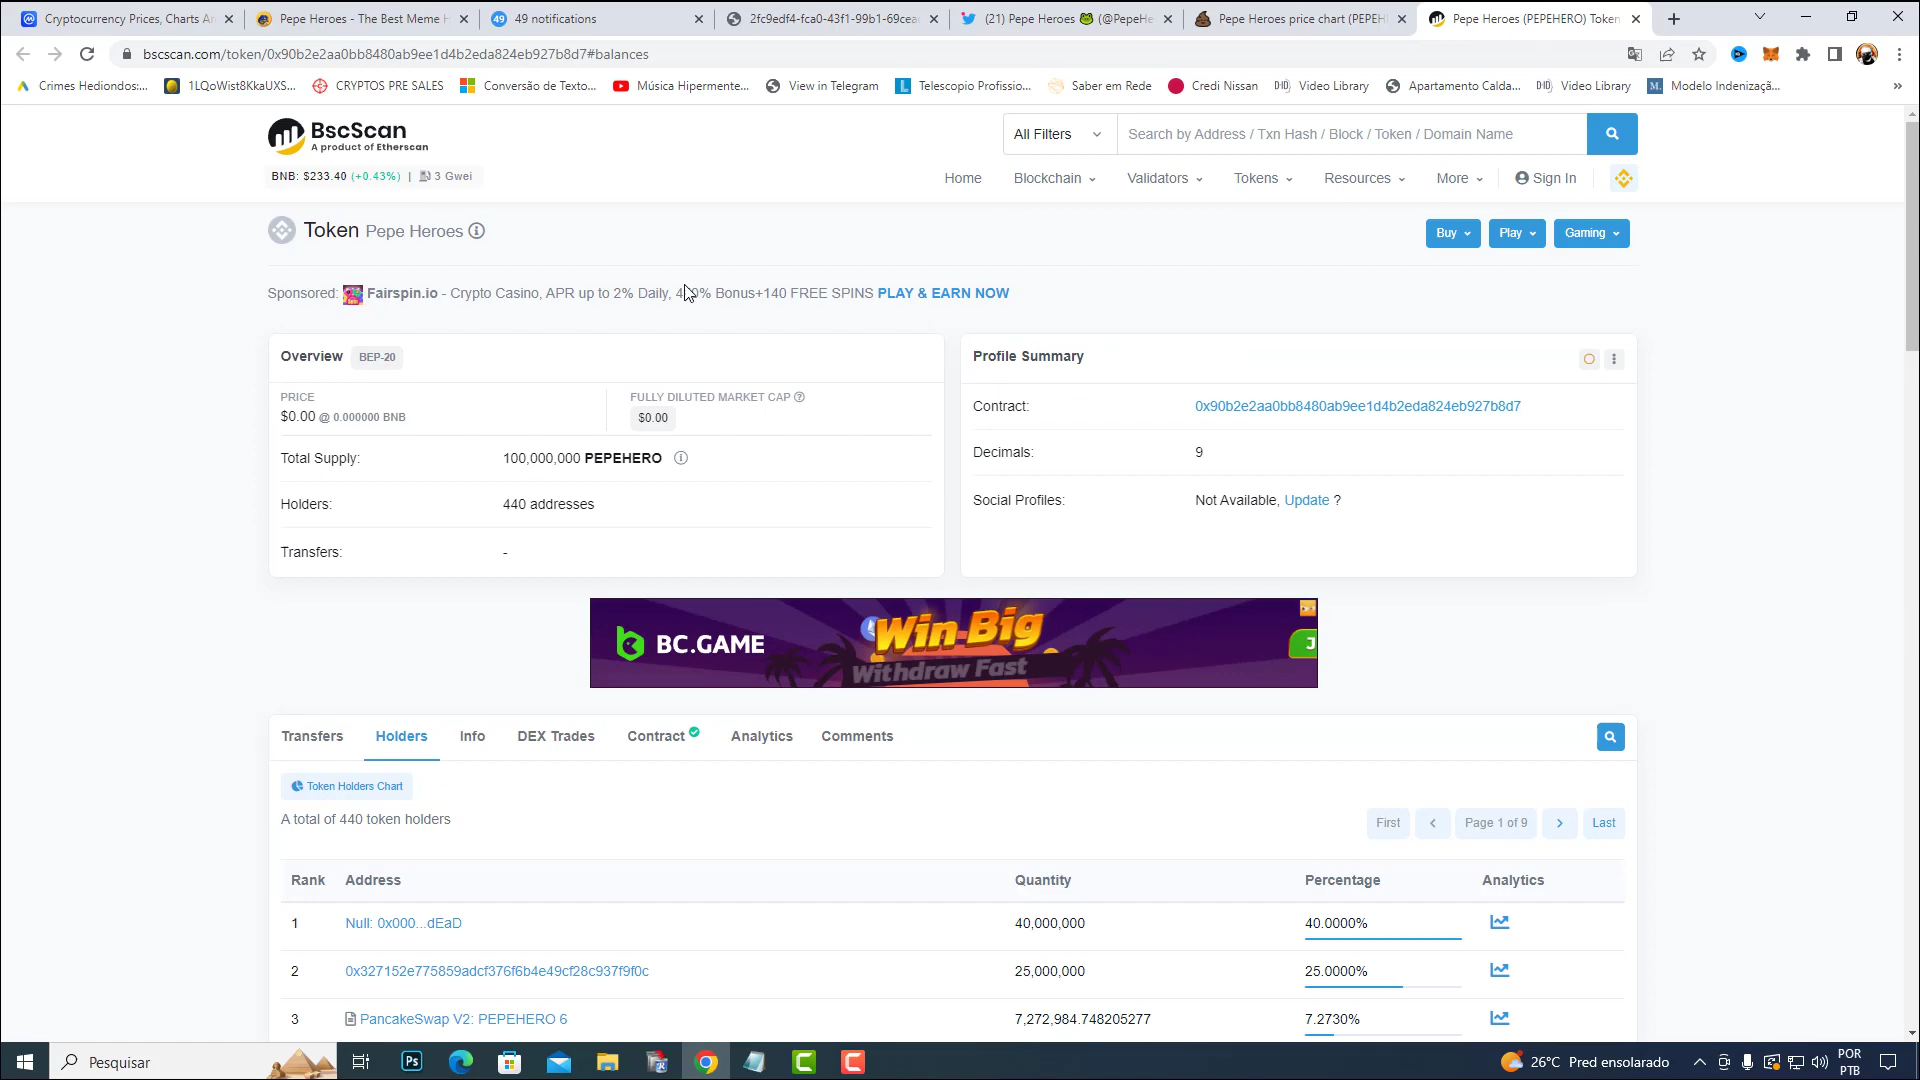 Cryptocurrency Prices, Charts An
Pepe Heroes - The Best Meme H
49 notifications
2fc9edf4-fca0-43f1-99b1-69cea
(21) Pepe Heroes 🐸 (@PepeHe
Pepe Heroes price chart (PEPEH
Pepe Heroes (PEPEHERO) Token
bscscan.com/token/0x90b2e2aa0bb8480ab9ee1d4b2eda824eb927b8d7#balances
Crimes Hediondos:...
1LQoWist8KkaUXS...
CRYPTOS PRE SALES
Conversão de Texto...
Música Hipermente...
View in Telegram
Telescopio Profissio...
Saber em Rede
Credi Nissan
Video Library
Apartamento Calda...
Video Library
Modelo Indenizaçã...
BscScan
A product of Etherscan
All Filters
Search by Address / Txn Hash / Block / Token / Domain Name
BNB: $233.40 (+0.43%) | 3 Gwei
Home
Blockchain
Validators
Tokens
Resources
More
Sign In
Token Pepe Heroes
Buy
Play
Gaming
Sponsored: Fairspin.io - Crypto Casino, APR up to 2% Daily, Bonus+140 FREE SPINS PLAY & EARN NOW
Overview BEP-20
PRICE
$0.00 @ 0.000000 BNB
FULLY DILUTED MARKET CAP
$0.00
Total Supply: 100,000,000 PEPEHERO
Holders: 440 addresses
Transfers: -
Profile Summary
Contract: 0x90b2e2aa0bb8480ab9ee1d4b2eda824eb927b8d7
Decimals: 9
Social Profiles: Not Available, Update ?
BC.GAME
Win Big
Withdraw Fast
J
Transfers
Holders
Info
DEX Trades
Contract
Analytics
Comments
Token Holders Chart
A total of 440 token holders
First
Page 1 of 9
Last
Rank Address Quantity Percentage Analytics
1 Null: 0x000...dEaD 40,000,000 40.0000%
2 0x327152e775859adcf376f6b4e49cf28c937f9f0c 25,000,000 25.0000%
3 PancakeSwap V2: PEPEHERO 6 7,272,984.748205277 7.2730%
Pesquisar
Ps
26°C Pred ensolarado
POR
PTB